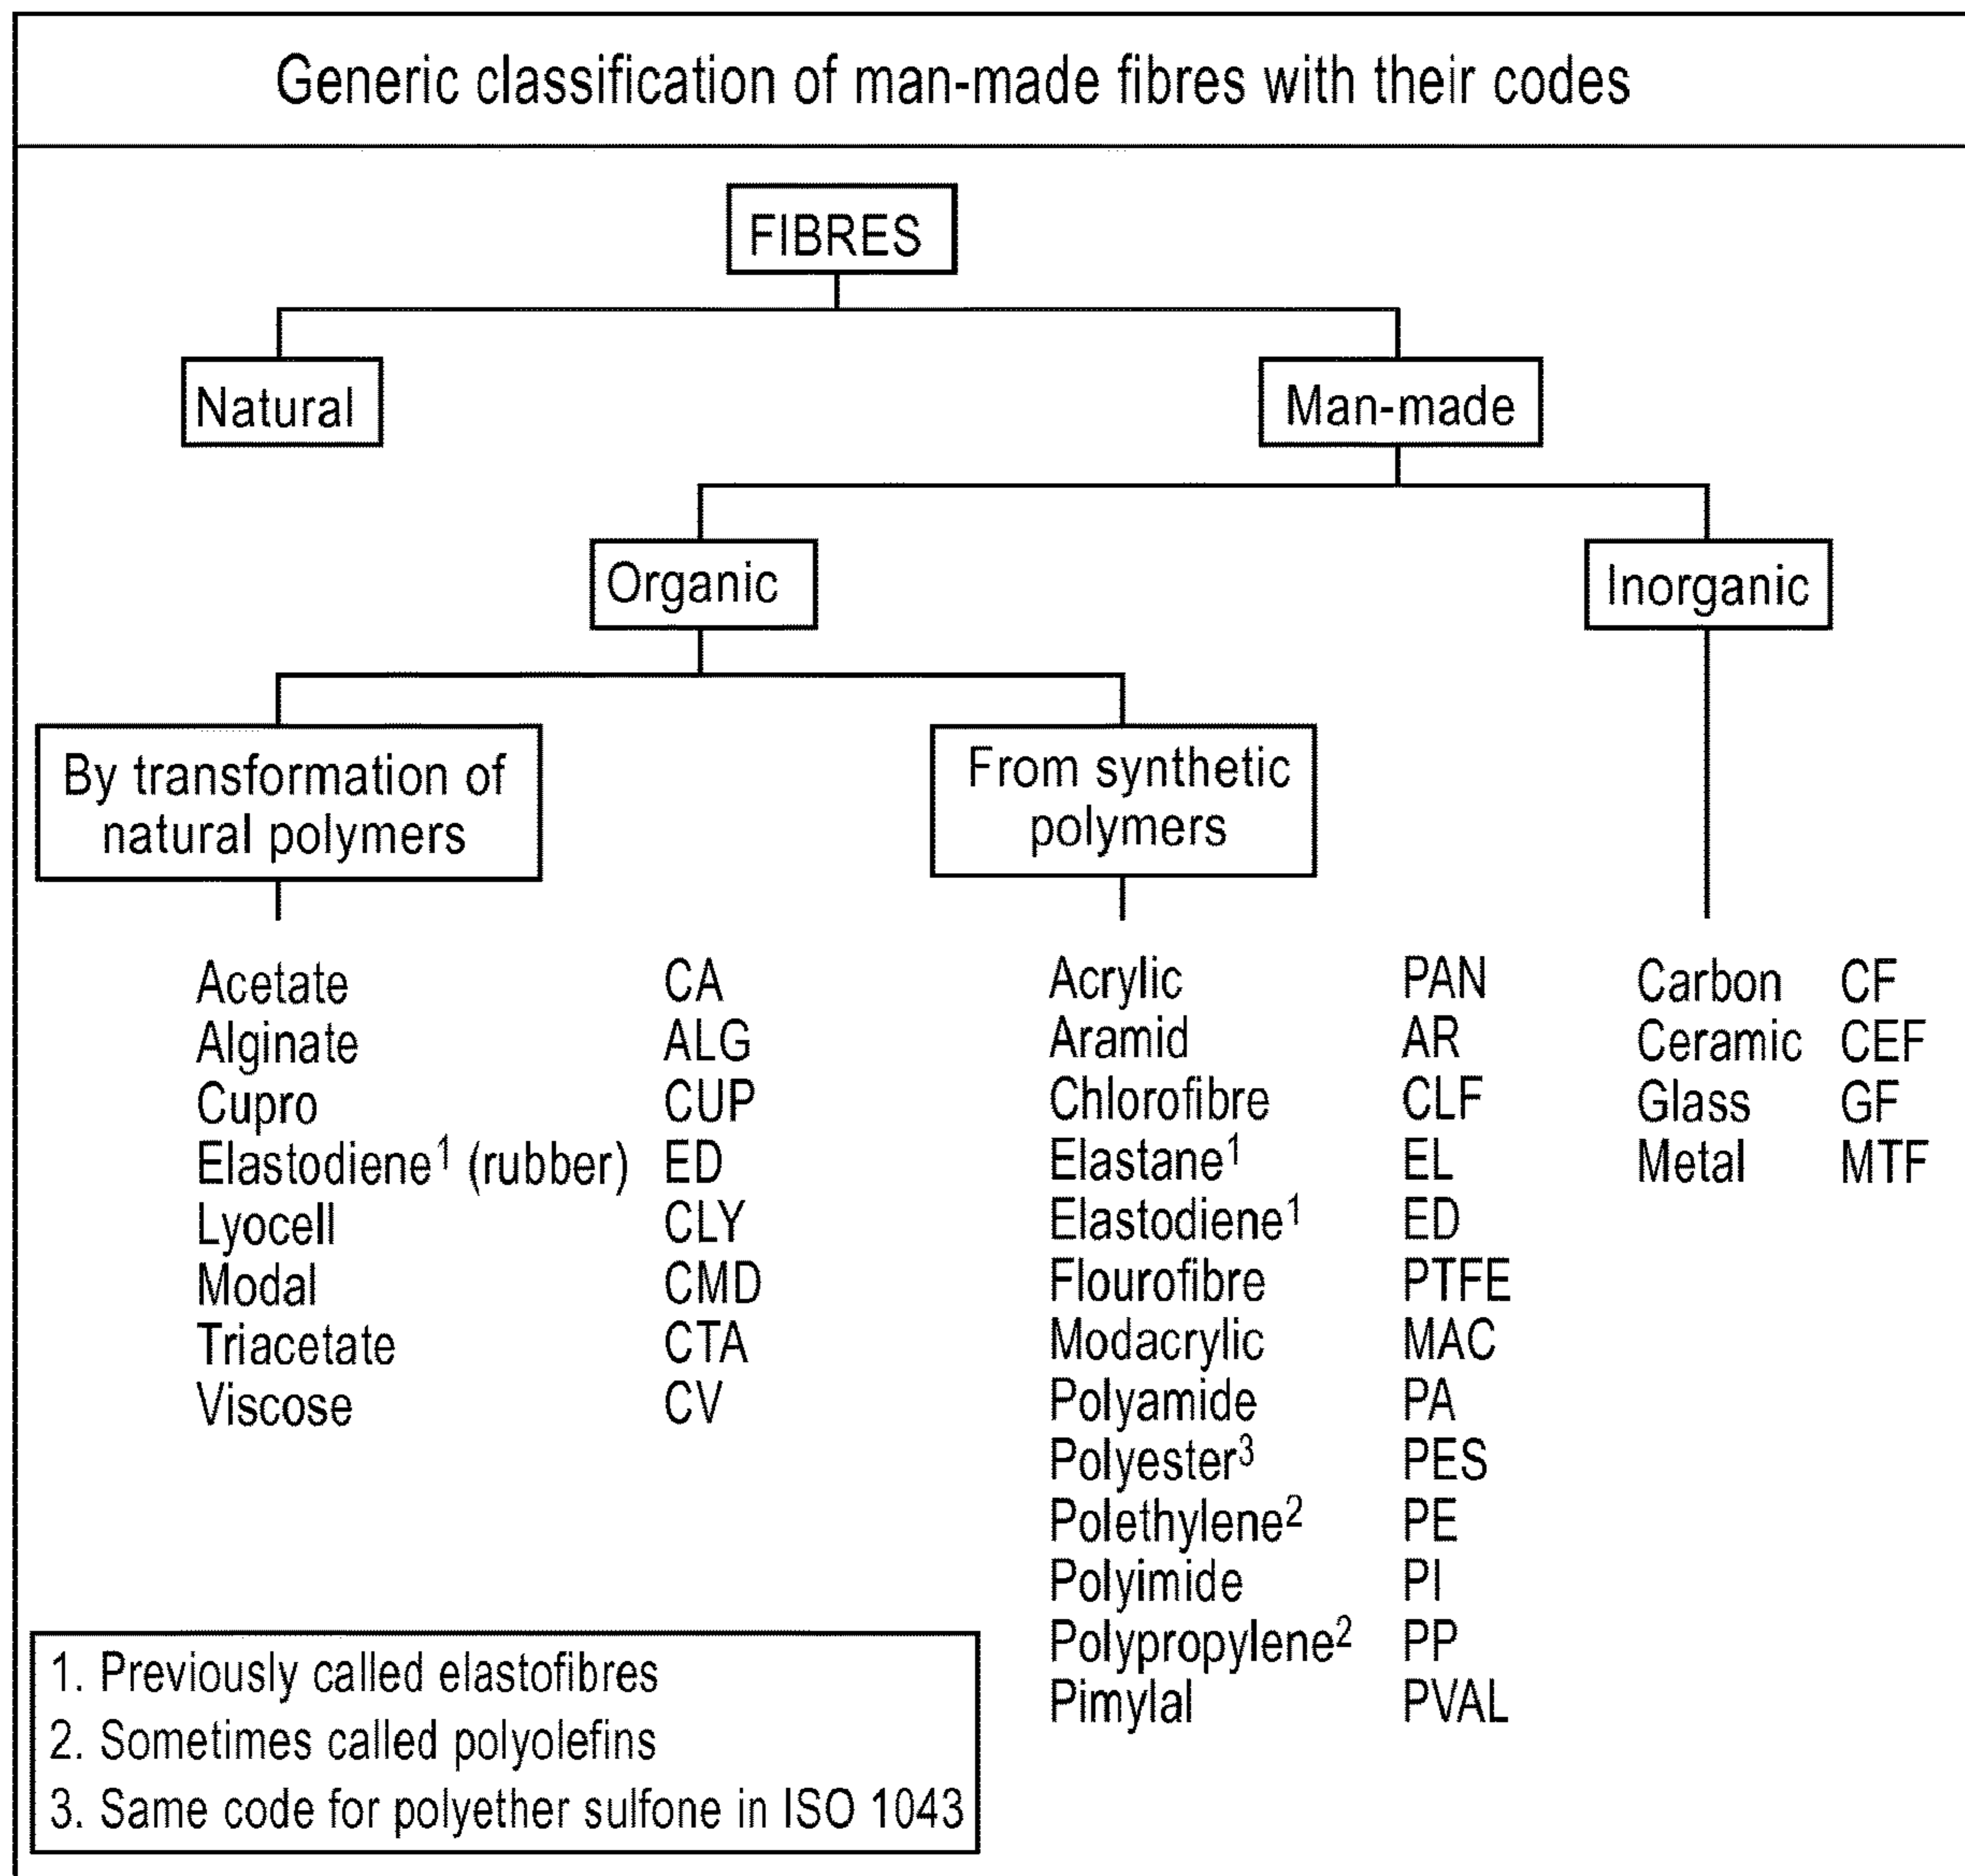 Generic classification of man-made fibres with their codes
FIBRES
Natural
Man-made
Organic
Inorganic
By transformation of
natural polymers
From synthetic
polymers
Acetate CA
Alginate ALG
Cupro CUP
Elastodiene¹ (rubber) ED
Lyocell CLY
Modal CMD
Triacetate CTA
Viscose CV
Acrylic PAN
Aramid AR
Chlorofibre CLF
Elastane¹ EL
Elastodiene¹ ED
Flourofibre PTFE
Modacrylic MAC
Polyamide PA
Polyester³ PES
Polethylene² PE
Polyimide PI
Polypropylene² PP
Pimylal PVAL
Carbon CF
Ceramic CEF
Glass GF
Metal MTF
1. Previously called elastofibres
2. Sometimes called polyolefins
3. Same code for polyether sulfone in ISO 1043